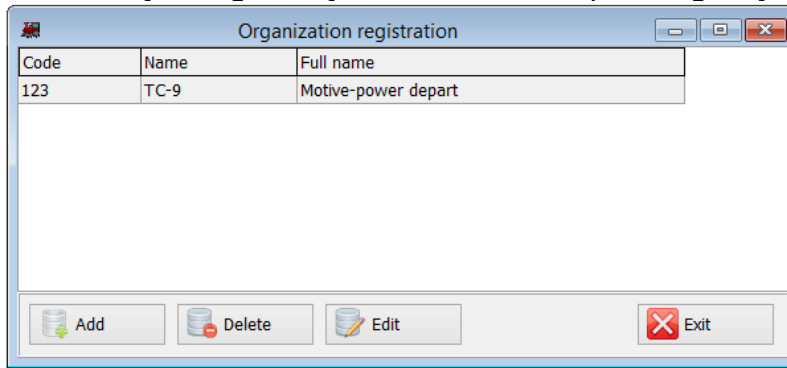 Organization registration
Code Name Full name
123 TC-9 Motive-power depart
Add Delete Edit Exit